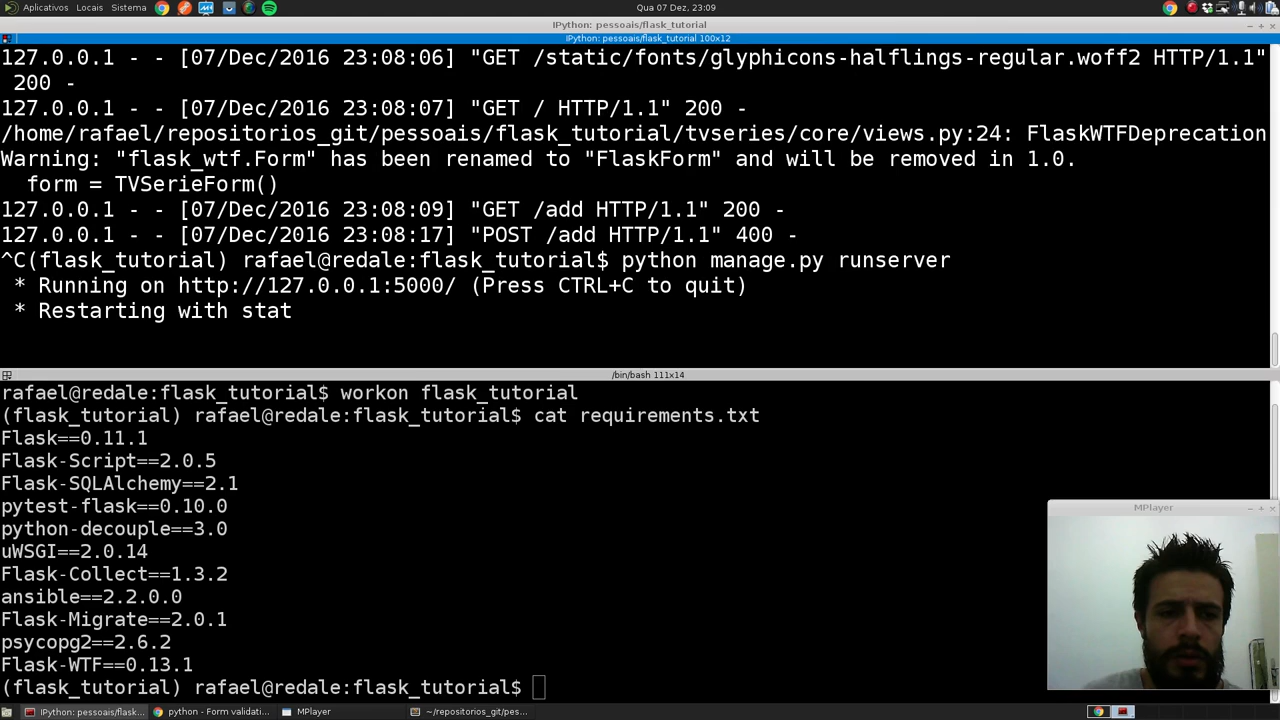 Aplicativos Locais Sistema Qua 07 Dez, 23:09
IPython: pessoais/flask_tutorial
IPython: pessoais/flask_tutorial 100x12
127.0.0.1 - - [07/Dec/2016 23:08:06] "GET /static/fonts/glyphicons-halflings-regular.woff2 HTTP/1.1"
200 -
127.0.0.1 - - [07/Dec/2016 23:08:07] "GET / HTTP/1.1" 200 -
/home/rafael/repositorios_git/pessoais/flask_tutorial/tvseries/core/views.py:24: FlaskWTFDeprecation
Warning: "flask_wtf.Form" has been renamed to "FlaskForm" and will be removed in 1.0.
form = TVSerieForm()
127.0.0.1 - - [07/Dec/2016 23:08:09] "GET /add HTTP/1.1" 200 -
127.0.0.1 - - [07/Dec/2016 23:08:17] "POST /add HTTP/1.1" 400 -
^C(flask_tutorial) rafael@redale:flask_tutorial$ python manage.py runserver
* Running on http://127.0.0.1:5000/ (Press CTRL+C to quit)
* Restarting with stat
/bin/bash 111x14
rafael@redale:flask_tutorial$ workon flask_tutorial
(flask_tutorial) rafael@redale:flask_tutorial$ cat requirements.txt
Flask==0.11.1
Flask-Script==2.0.5
Flask-SQLAlchemy==2.1
pytest-flask==0.10.0
python-decouple==3.0
uWSGI==2.0.14
Flask-Collect==1.3.2
ansible==2.2.0.0
Flask-Migrate==2.0.1
psycopg2==2.6.2
Flask-WTF==0.13.1
(flask_tutorial) rafael@redale:flask_tutorial$
MPlayer
IPython: pessoais/flask... python - Form validati... MPlayer ~/repositorios_git/pes...